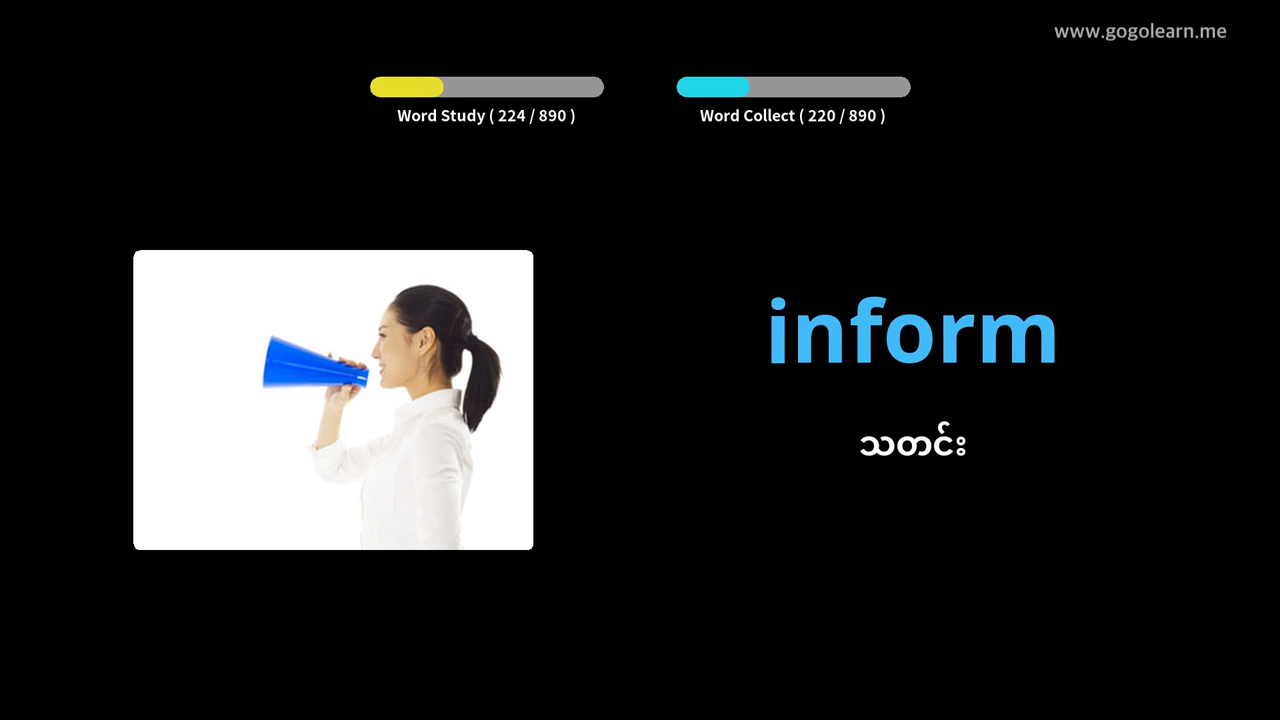 www.gogolearn.me
Word Study ( 224 / 890 )
Word Collect ( 220 / 890 )
inform
သတင်း